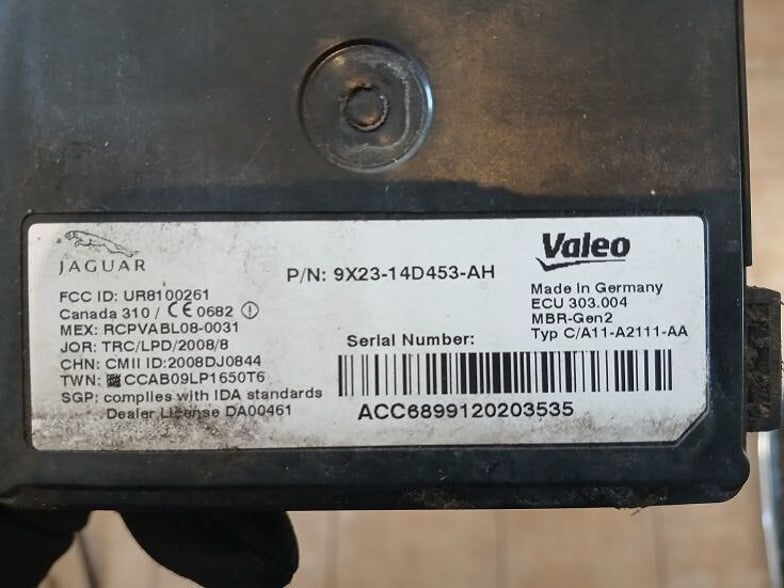 JAGUAR
P/N: 9X23-14D453-AH
Valeo
FCC ID: UR8100261
Canada 310 / CE 0682
MEX: RCPVABL08-0031
JOR: TRC/LPD/2008/8
CHN: CMII ID:2008DJ0844
TWN: CCAB09LP1650T6
SGP: complies with IDA standards
Dealer License DA00461
Made in Germany
ECU 303.004
MBR-Gen2
Typ C/A11-A2111-AA
Serial Number:
ACC6899120203535